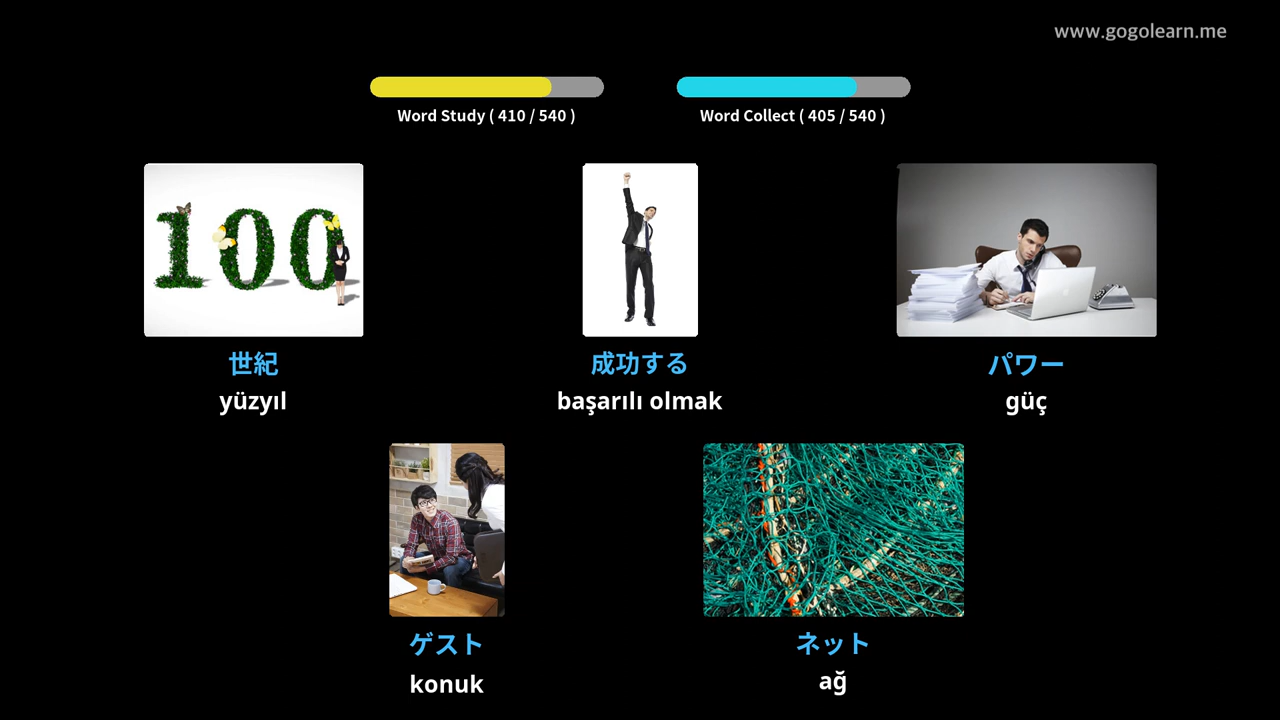 www.gogolearn.me
Word Study ( 410 / 540 )
Word Collect ( 405 / 540 )
世紀
yüzyıl
成功する
başarılı olmak
パワー
güç
ゲスト
konuk
ネット
ağ